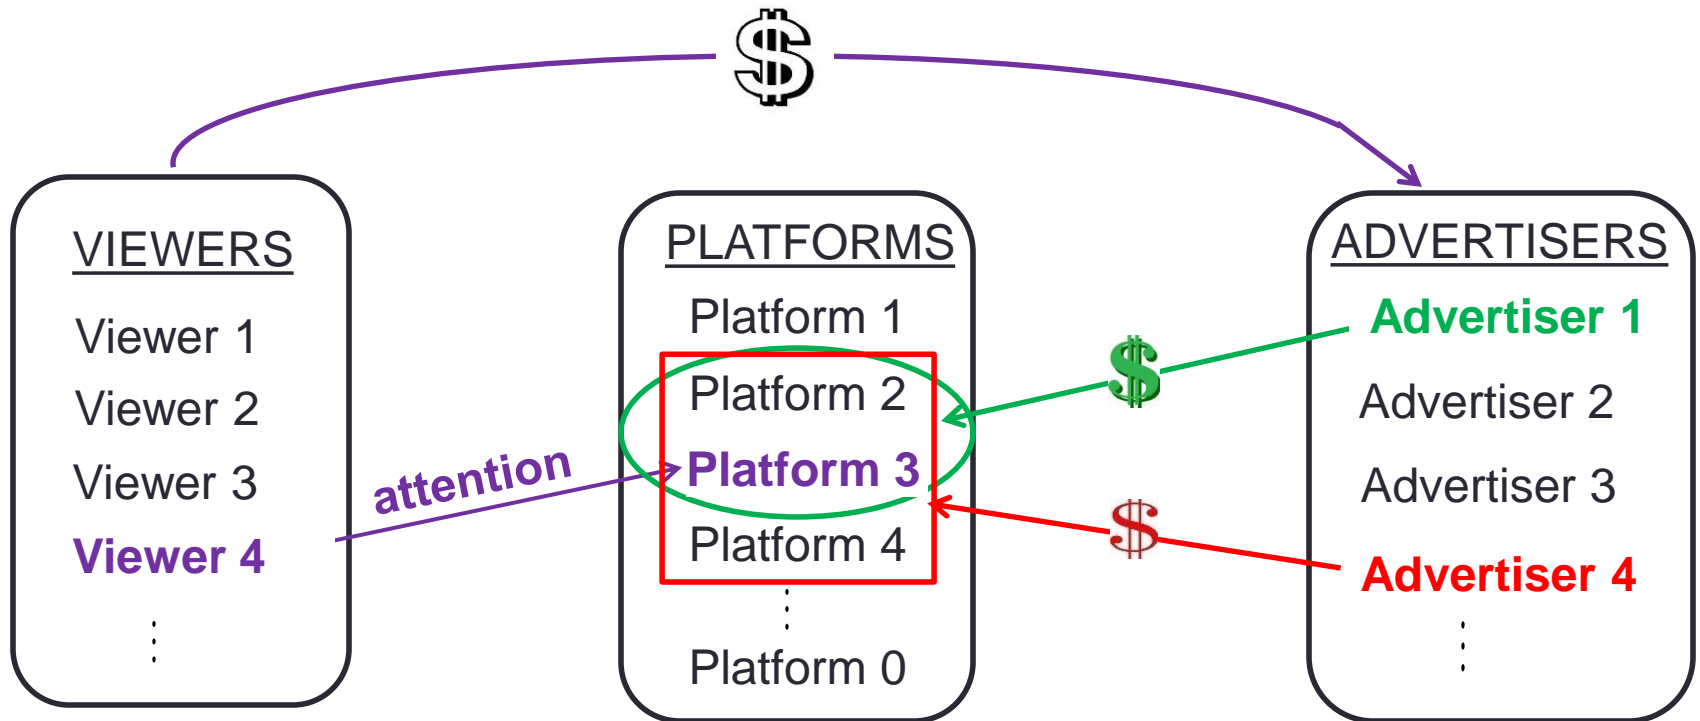 $
VIEWERS
Viewer 1
Viewer 2
Viewer 3
Viewer 4
attention
PLATFORMS
Platform 1
Platform 2
Platform 3
Platform 4
Platform 0
$
$
ADVERTISERS
Advertiser 1
Advertiser 2
Advertiser 3
Advertiser 4